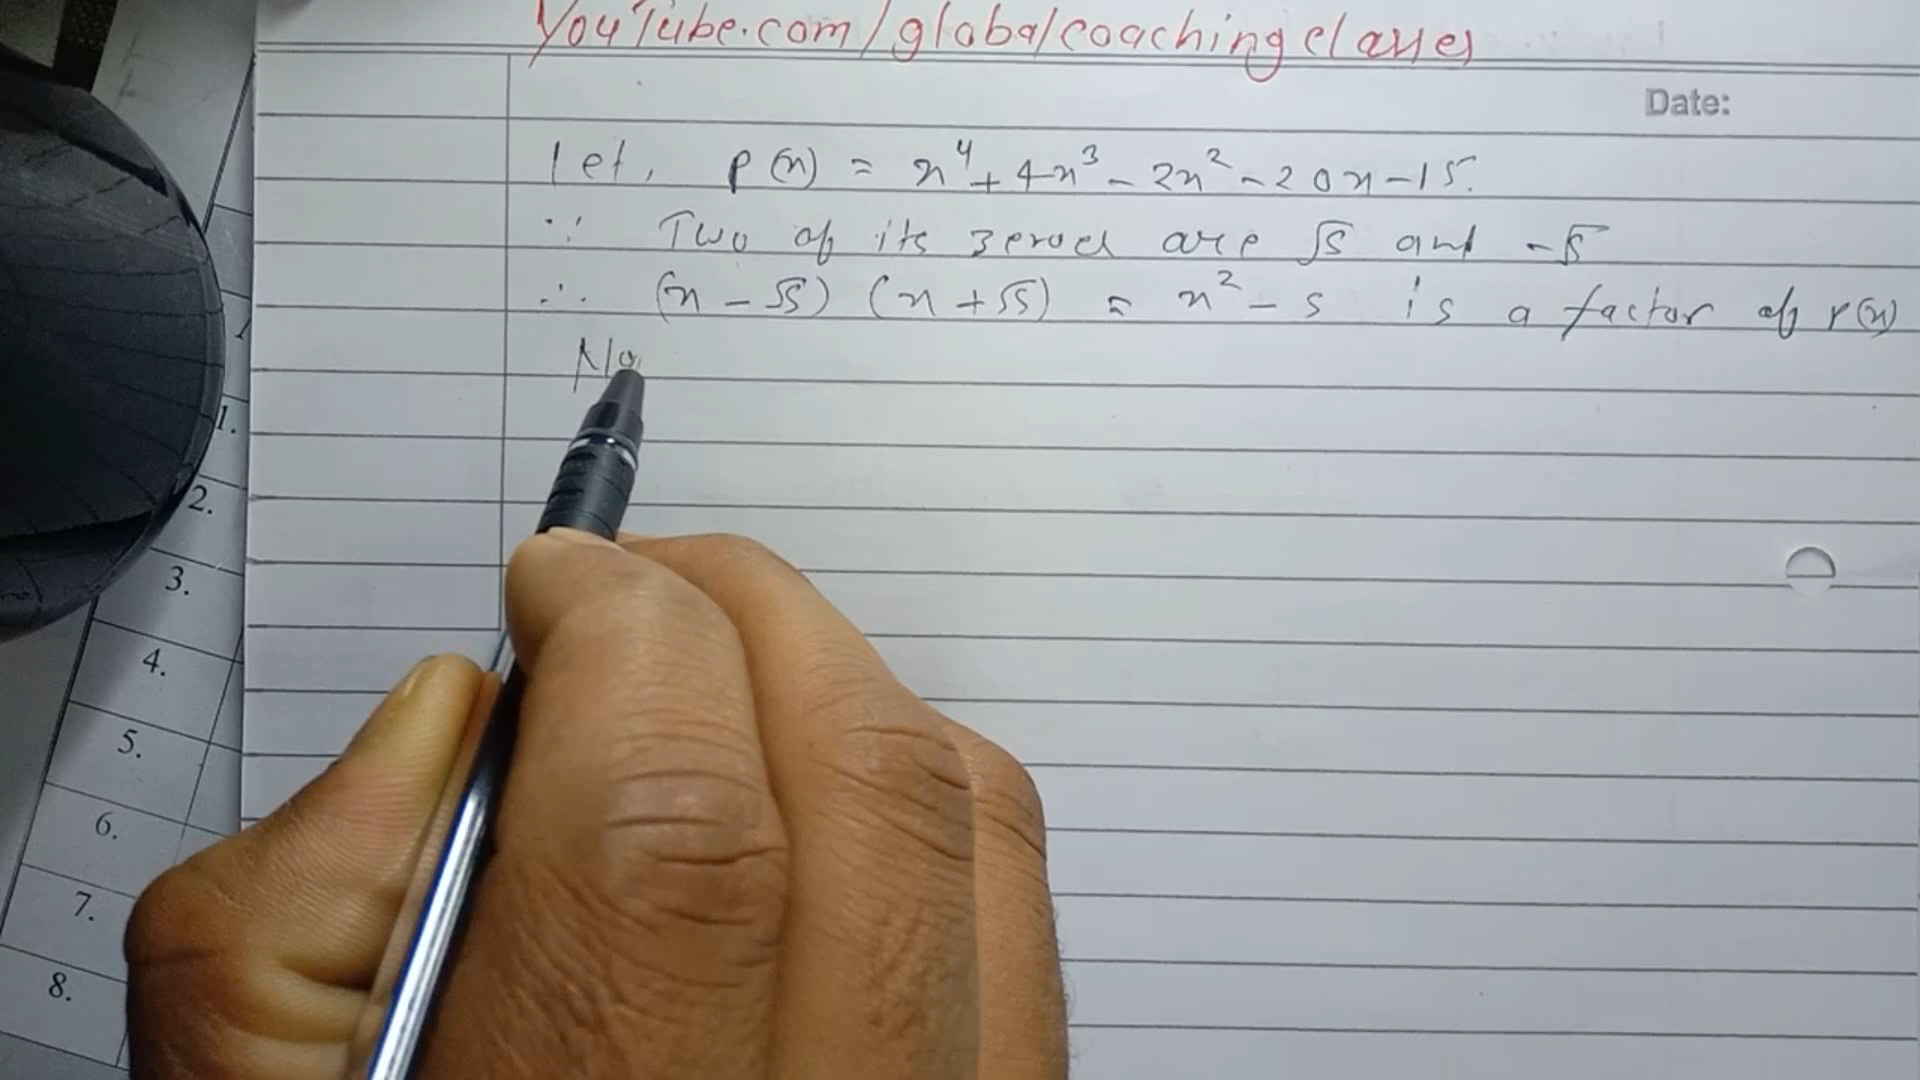 YouTube.com/globalcoachingclasses
Date:
Let, p(x) = x⁴ + 4x³ - 2x² - 20x - 15.
∵ Two of its zeroes are √5 and -√5
∴ (x - √5) (x + √5) = x² - 5 is a factor of p(x)
No
1.
2.
3.
4.
5.
6.
7.
8.